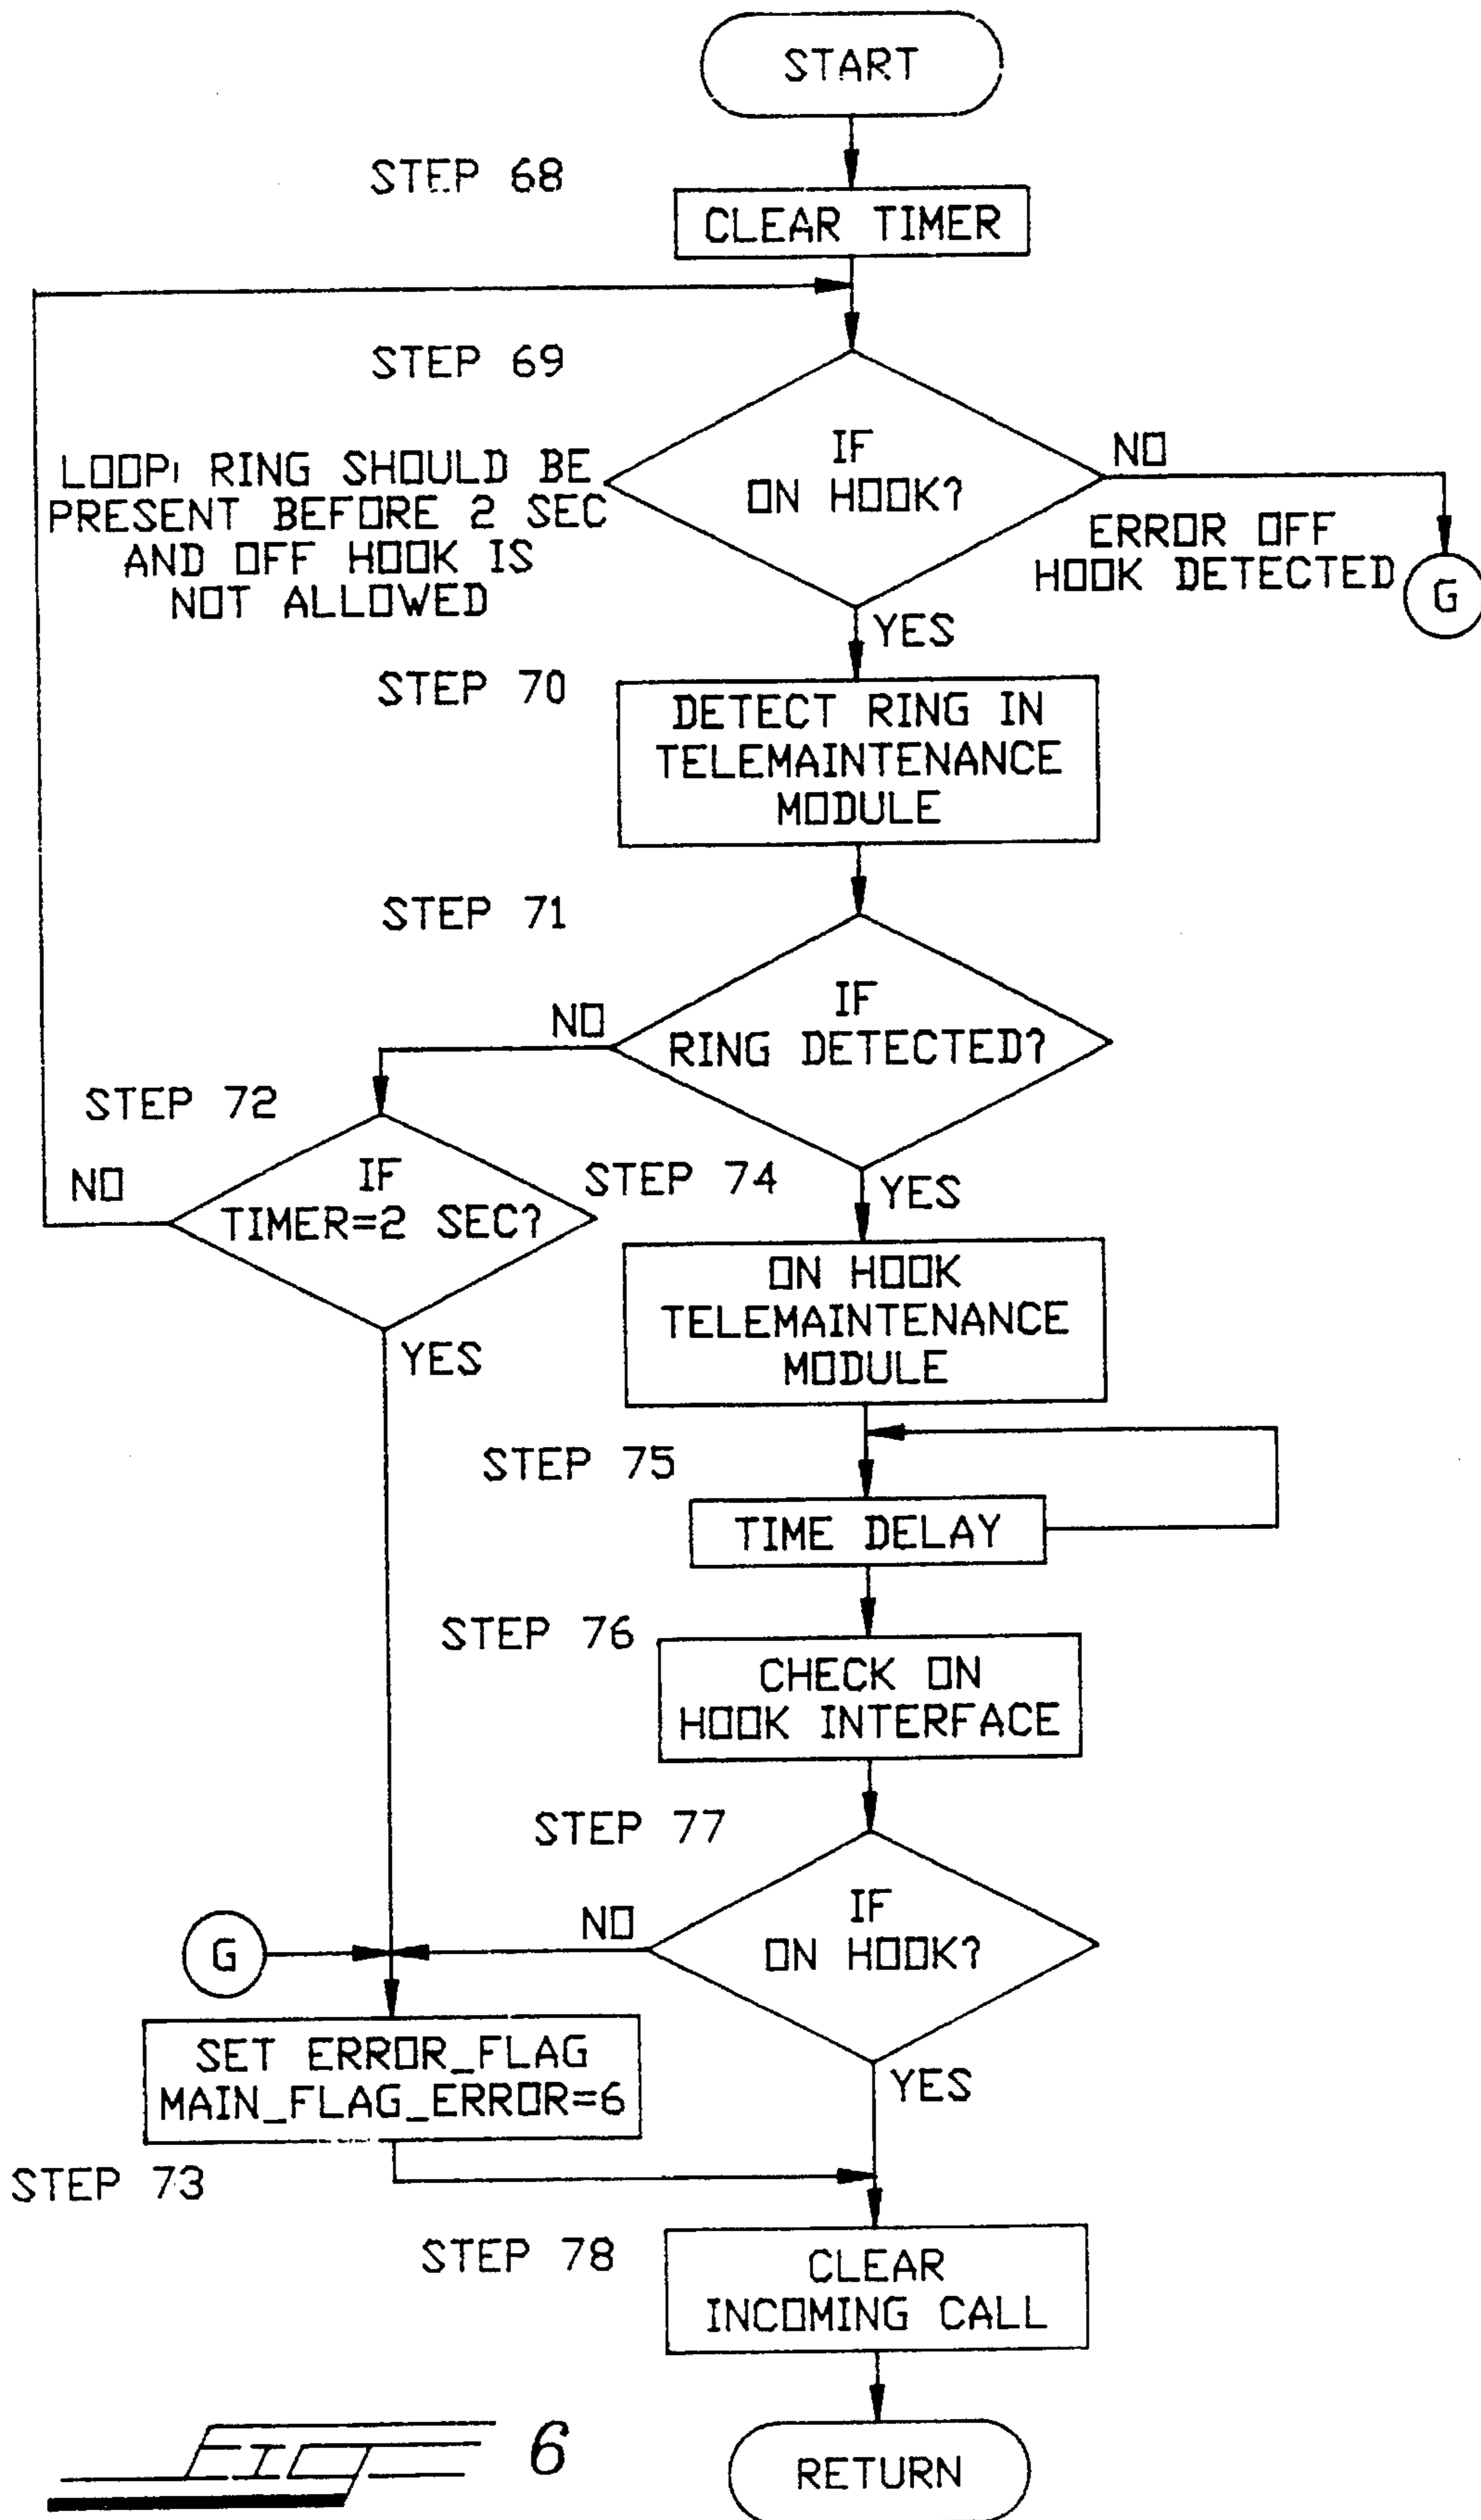 START
STEP 68
CLEAR TIMER
STEP 69
IF
ON HOOK?
NO
LOOP: RING SHOULD BE
PRESENT BEFORE 2 SEC
AND OFF HOOK IS
NOT ALLOWED
ERROR OFF
HOOK DETECTED
G
YES
STEP 70
DETECT RING IN
TELEMAINTENANCE
MODULE
STEP 71
IF
RING DETECTED?
NO
STEP 72
IF
TIMER=2 SEC?
NO
YES
STEP 74
YES
ON HOOK
TELEMAINTENANCE
MODULE
STEP 75
TIME DELAY
STEP 76
CHECK ON
HOOK INTERFACE
STEP 77
IF
ON HOOK?
NO
G
YES
SET ERROR_FLAG
MAIN_FLAG_ERROR=6
STEP 73
STEP 78
CLEAR
INCOMING CALL
RETURN
FIG 6